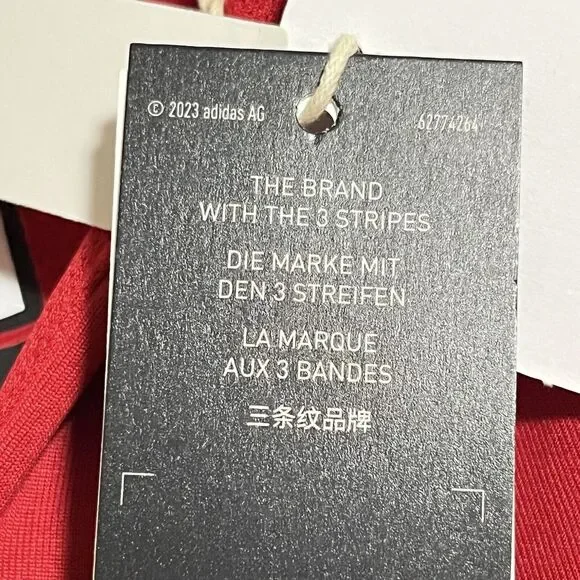 © 2023 adidas AG
62774264
THE BRAND
WITH THE 3 STRIPES
DIE MARKE MIT
DEN 3 STREIFEN
LA MARQUE
AUX 3 BANDES
三条纹品牌